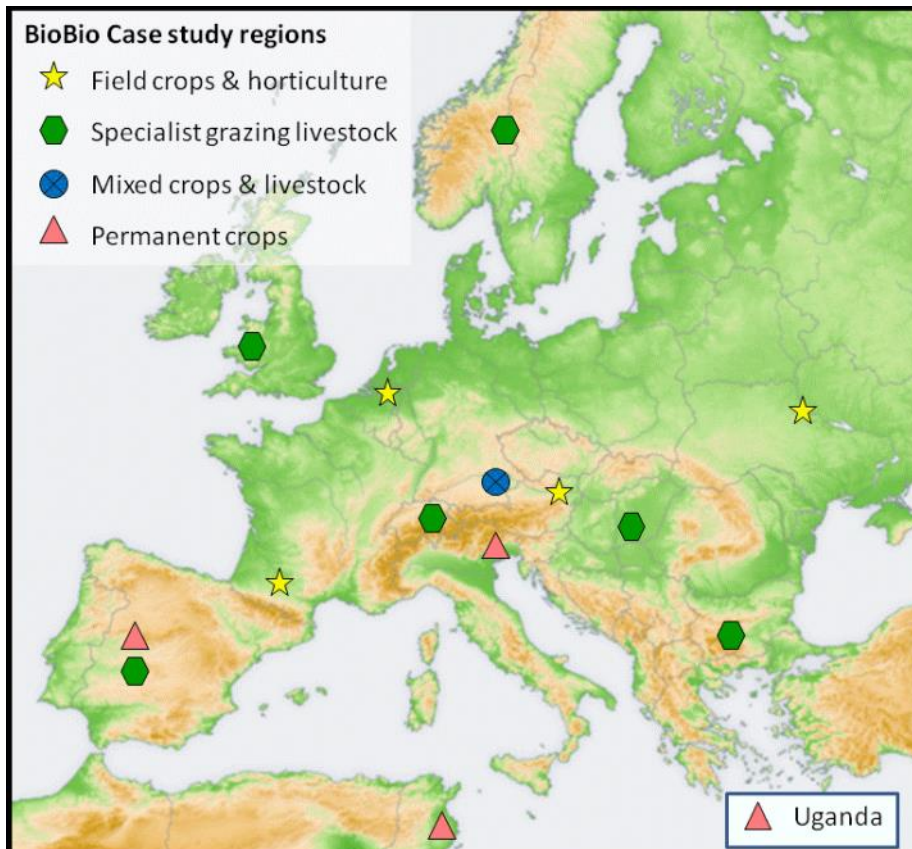 BioBio Case study regions
Field crops & horticulture
Specialist grazing livestock
Mixed crops & livestock
Permanent crops
Uganda